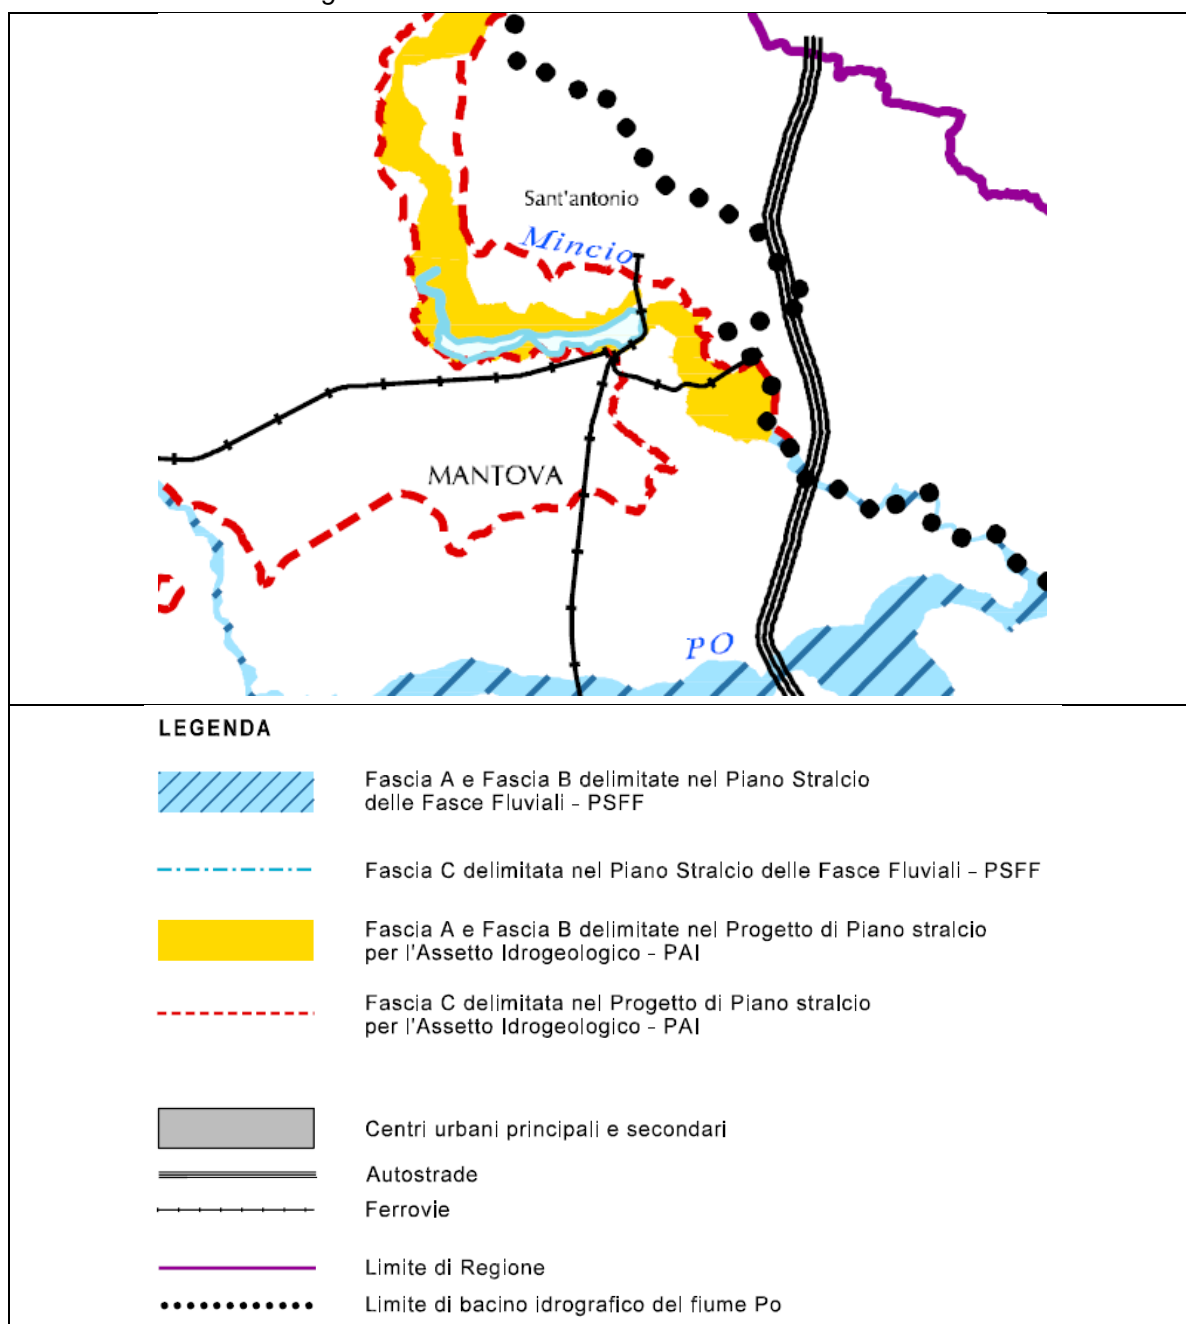 Sant'antonio
Mincio
MANTOVA
PO
LEGENDA
Fascia A e Fascia B delimitate nel Piano Stralcio
delle Fasce Fluviali - PSFF
Fascia C delimitata nel Piano Stralcio delle Fasce Fluviali - PSFF
Fascia A e Fascia B delimitate nel Progetto di Piano stralcio
per l'Assetto Idrogeologico - PAI
Fascia C delimitata nel Progetto di Piano stralcio
per l'Assetto Idrogeologico - PAI
Centri urbani principali e secondari
Autostrade
Ferrovie
Limite di Regione
Limite di bacino idrografico del fiume Po